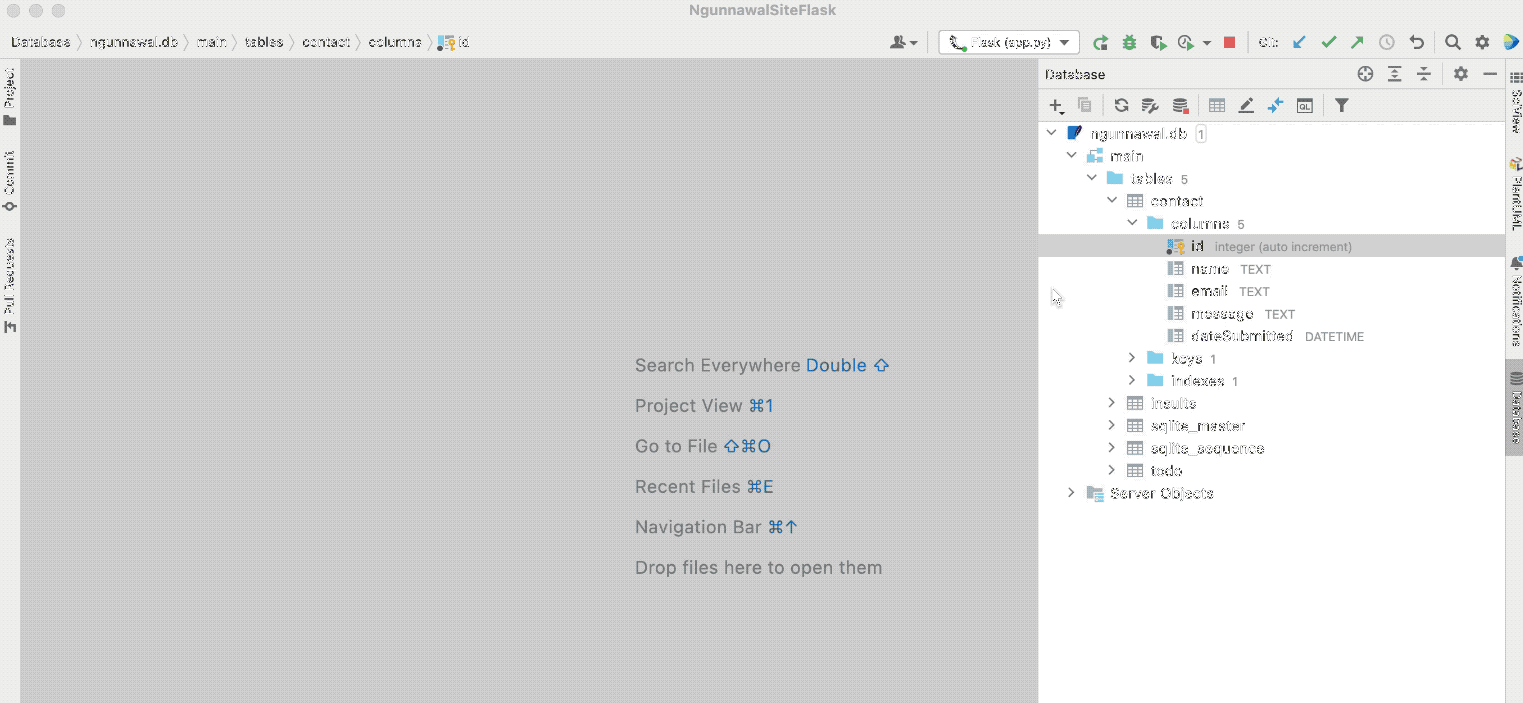 NgunnawalSiteFlask
Database ngunnawal.db main tables contact columns id
Flask (app.py) Git:
Project
Commit
Pull Requests
Search Everywhere Double ⇧
Project View ⌘1
Go to File ⇧⌘O
Recent Files ⌘E
Navigation Bar ⌘↑
Drop files here to open them
Database
QL
ngunnawal.db 1
main
tables 5
contact
columns 5
id integer (auto increment)
name TEXT
email TEXT
message TEXT
dateSubmitted DATETIME
keys 1
indexes 1
insults
sqlite_master
sqlite_sequence
todo
Server Objects
SciView
PlantUML
Notifications
Database